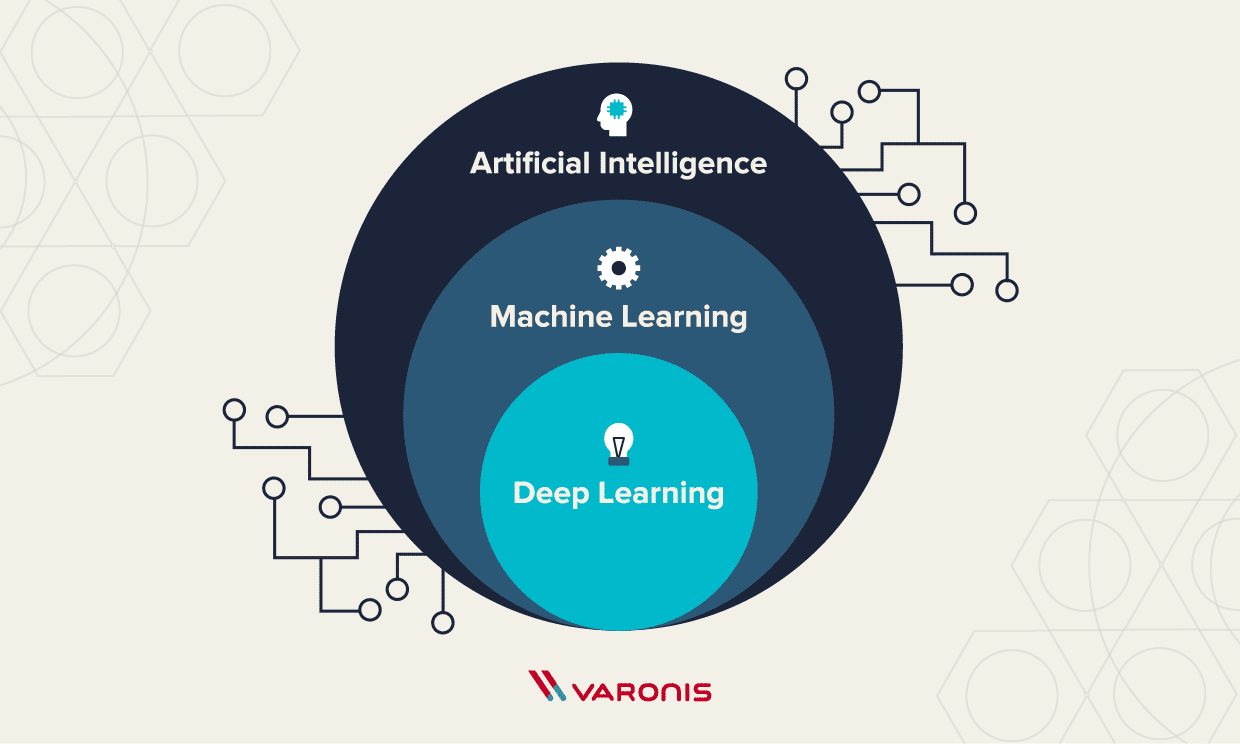 Artificial Intelligence
Machine Learning
Deep Learning
VARONIS